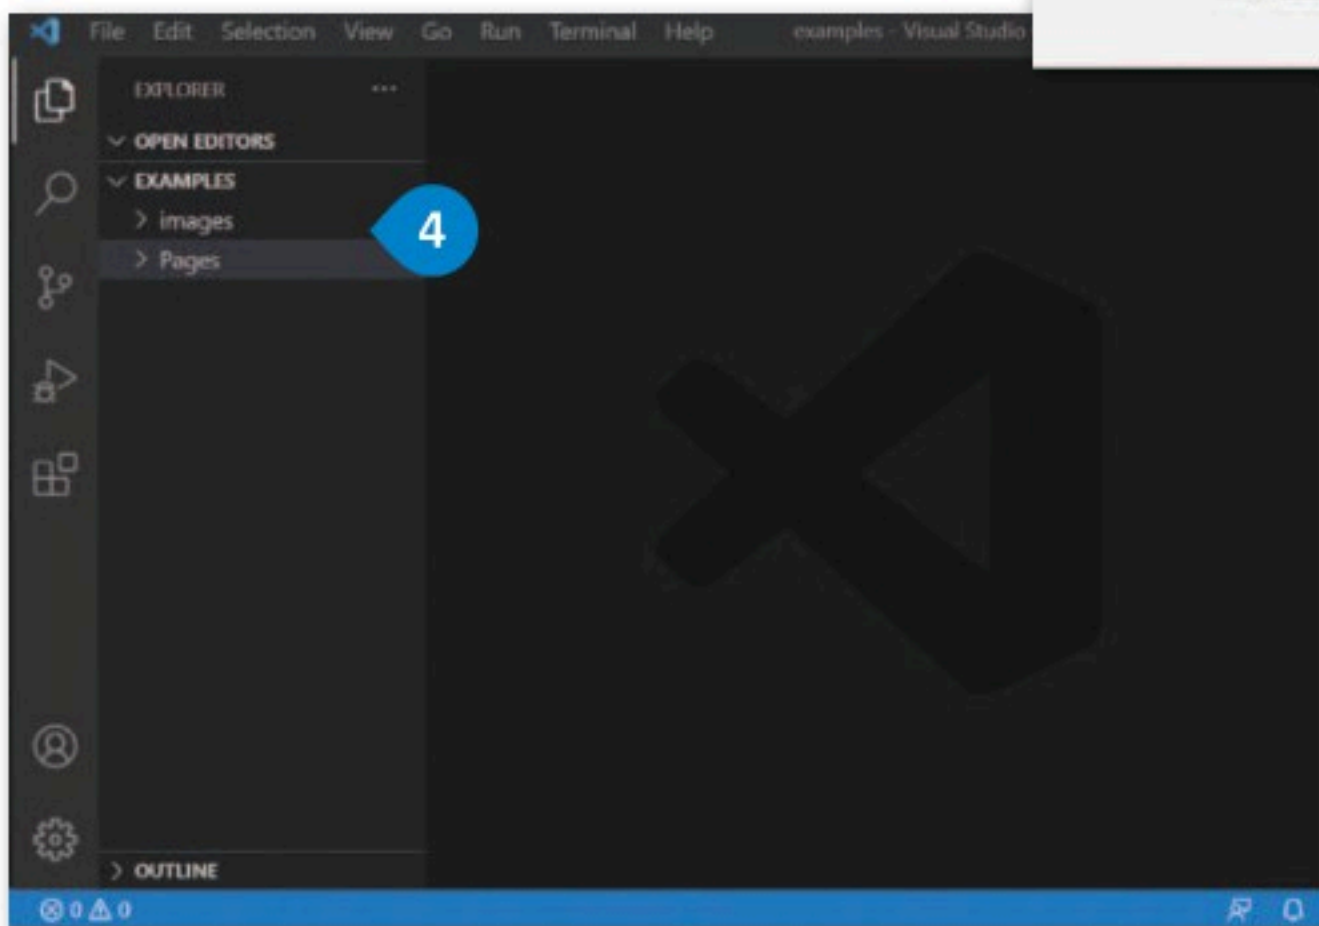 File Edit Selection View Go Run Terminal Help examples - Visual Studio
EXPLORER ...
OPEN EDITORS
EXAMPLES
images
4
Pages
OUTLINE
0 0